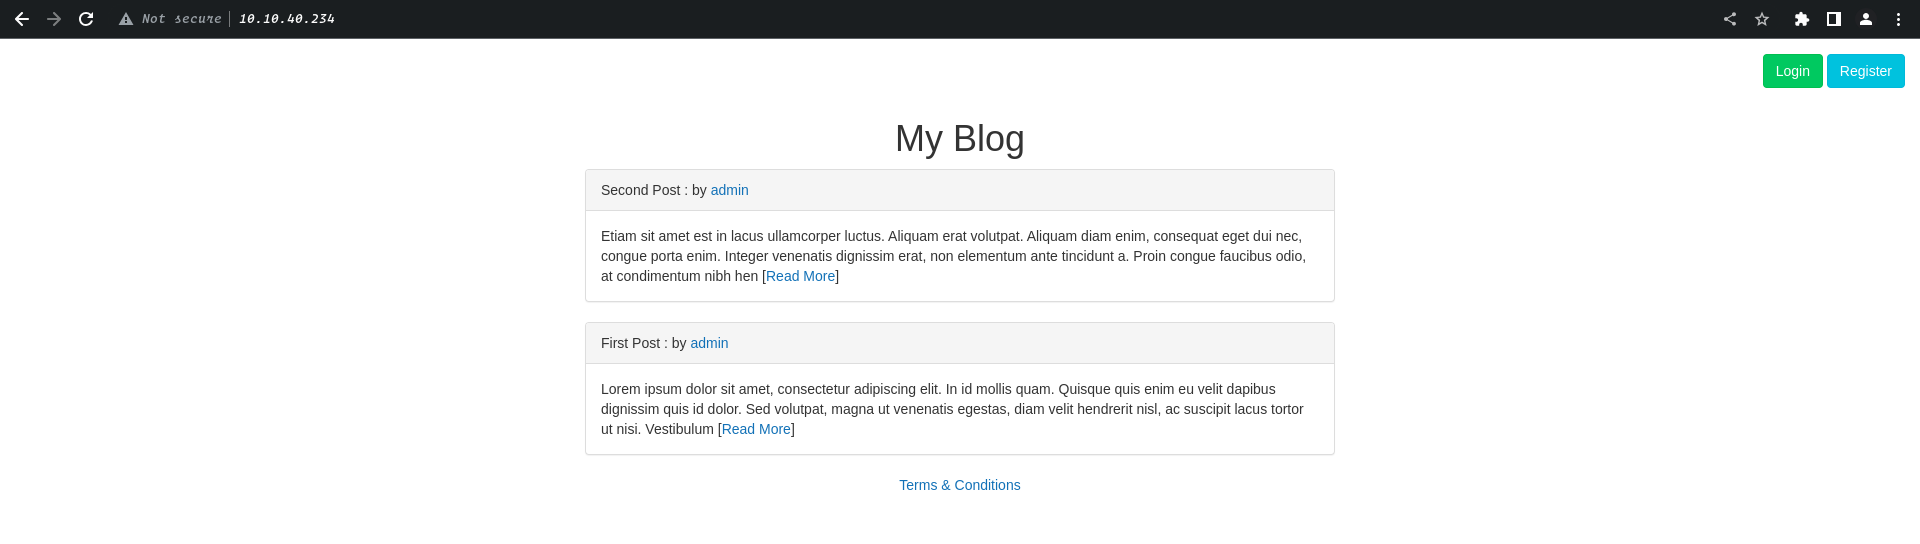 Not secure 10.10.40.234
Login Register
My Blog
Second Post : by admin
Etiam sit amet est in lacus ullamcorper luctus. Aliquam erat volutpat. Aliquam diam enim, consequat eget dui nec,
congue porta enim. Integer venenatis dignissim erat, non elementum ante tincidunt a. Proin congue faucibus odio,
at condimentum nibh hen [Read More]
First Post : by admin
Lorem ipsum dolor sit amet, consectetur adipiscing elit. In id mollis quam. Quisque quis enim eu velit dapibus
dignissim quis id dolor. Sed volutpat, magna ut venenatis egestas, diam velit hendrerit nisl, ac suscipit lacus tortor
ut nisi. Vestibulum [Read More]
Terms & Conditions